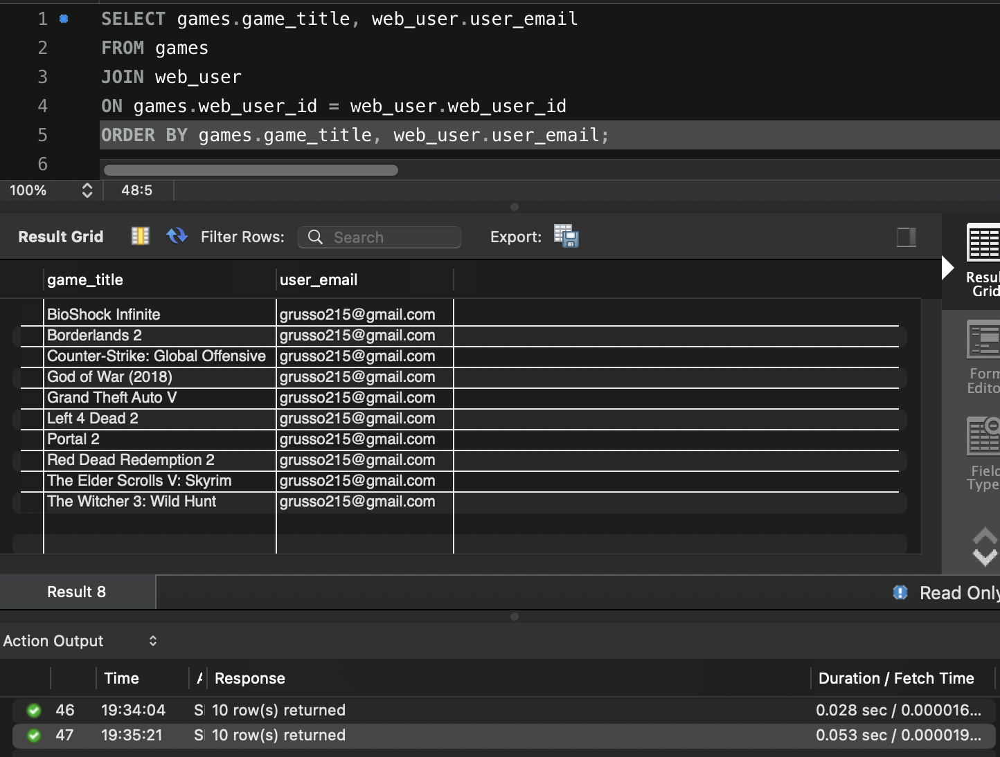 1 SELECT games.game_title, web_user.user_email
2 FROM games
3 JOIN web_user
4 ON games.web_user_id = web_user.web_user_id
5 ORDER BY games.game_title, web_user.user_email;
6
100% 48:5
Result Grid Filter Rows: Search Export:
game_title user_email
BioShock Infinite grusso215@gmail.com
Borderlands 2 grusso215@gmail.com
Counter-Strike: Global Offensive grusso215@gmail.com
God of War (2018) grusso215@gmail.com
Grand Theft Auto V grusso215@gmail.com
Left 4 Dead 2 grusso215@gmail.com
Portal 2 grusso215@gmail.com
Red Dead Redemption 2 grusso215@gmail.com
The Elder Scrolls V: Skyrim grusso215@gmail.com
The Witcher 3: Wild Hunt grusso215@gmail.com
Resul
Grid
Form
Edito
Field
Type
Result 8 Read Only
Action Output
Time A Response Duration / Fetch Time
46 19:34:04 S 10 row(s) returned 0.028 sec / 0.000016...
47 19:35:21 S 10 row(s) returned 0.053 sec / 0.000019...